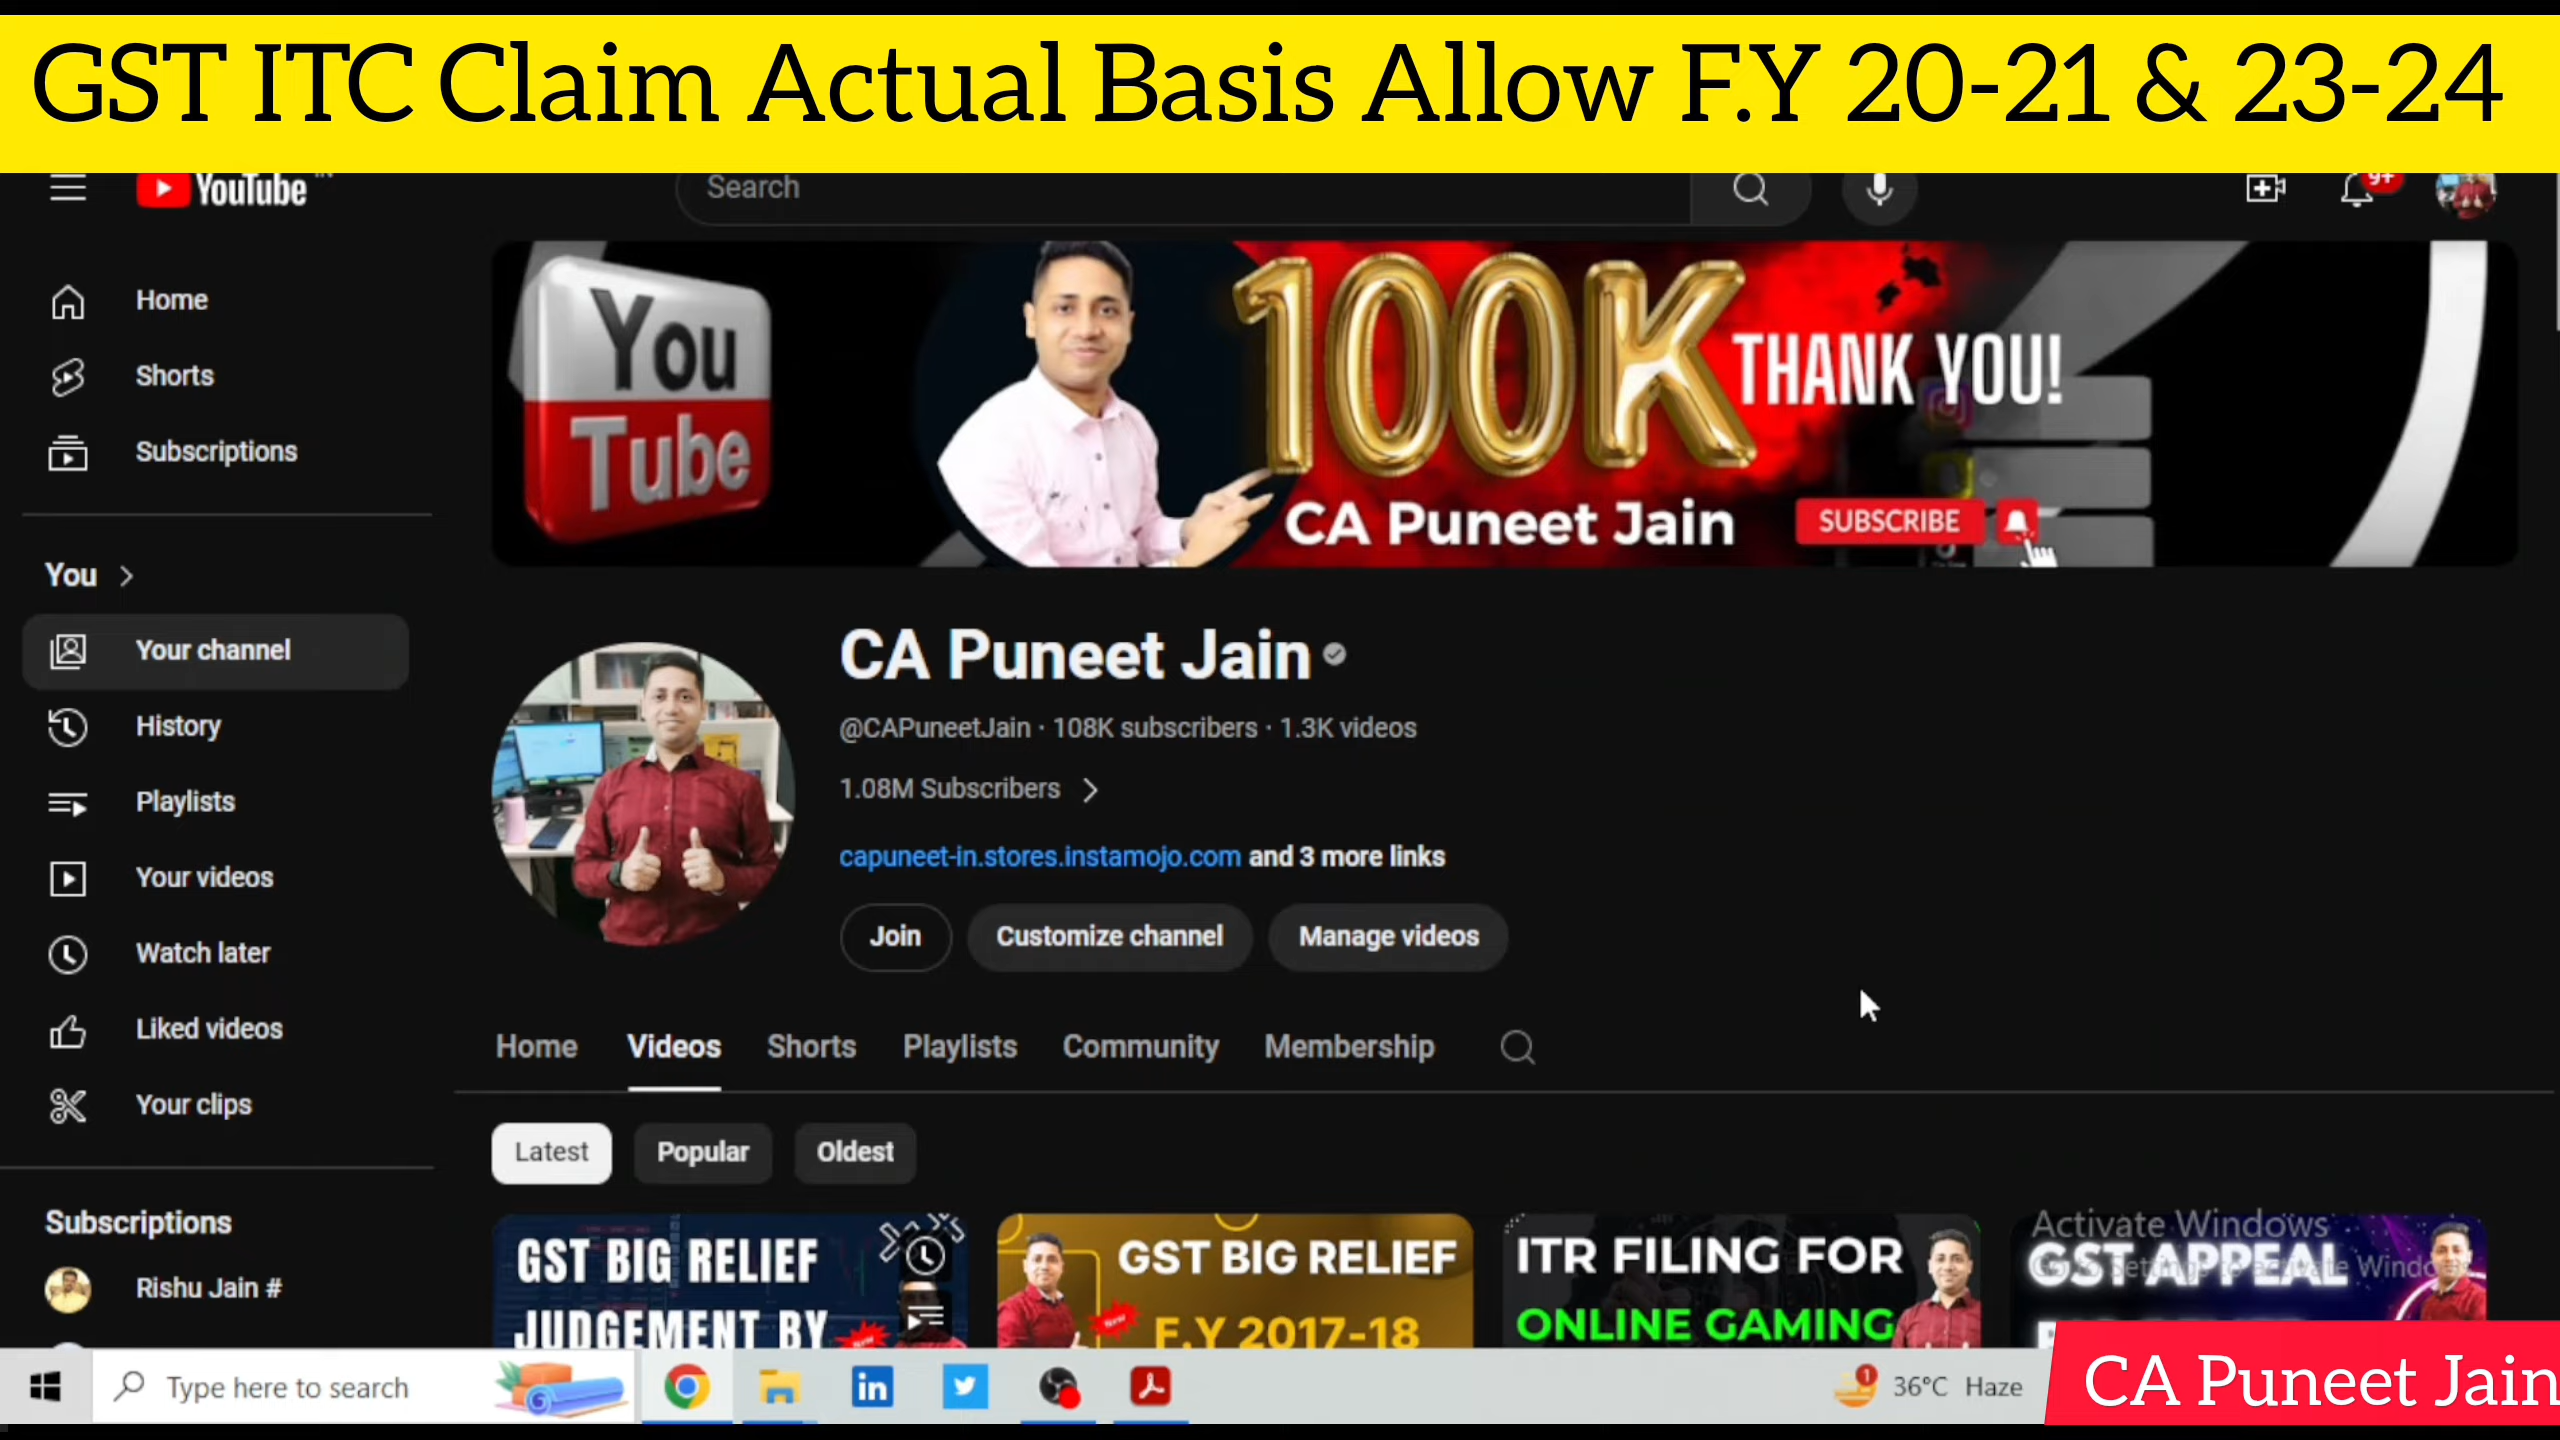 GST ITC Claim Actual Basis Allow F.Y 20-21 & 23-24
YouTube
Search
9+
Home
Shorts
Subscriptions
You
Your channel
History
Playlists
Your videos
Watch later
Liked videos
Your clips
Subscriptions
Rishu Jain #
You
Tube
100K
THANK YOU!
CA Puneet Jain
SUBSCRIBE
CA Puneet Jain
@CAPuneetJain · 108K subscribers · 1.3K videos
1.08M Subscribers
capuneet-in.stores.instamojo.com and 3 more links
Join
Customize channel
Manage videos
Home
Videos
Shorts
Playlists
Community
Membership
Latest
Popular
Oldest
GST BIG RELIEF
JUDGEMENT BY
GST BIG RELIEF
New
F.Y 2017-18
ITR FILING FOR
ONLINE GAMING
Activate Windows
GST APPEAL
Type here to search
in
1
36°C Haze
CA Puneet Jain